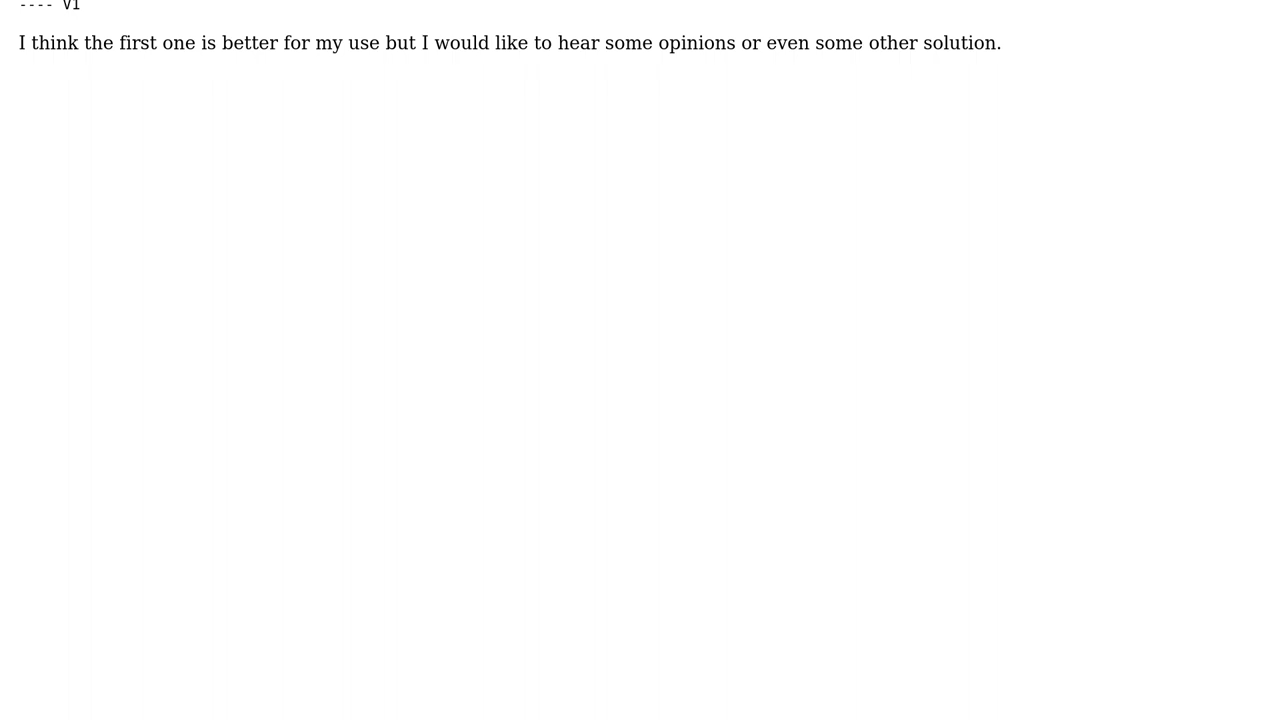 ---- V1
I think the first one is better for my use but I would like to hear some opinions or even some other solution.